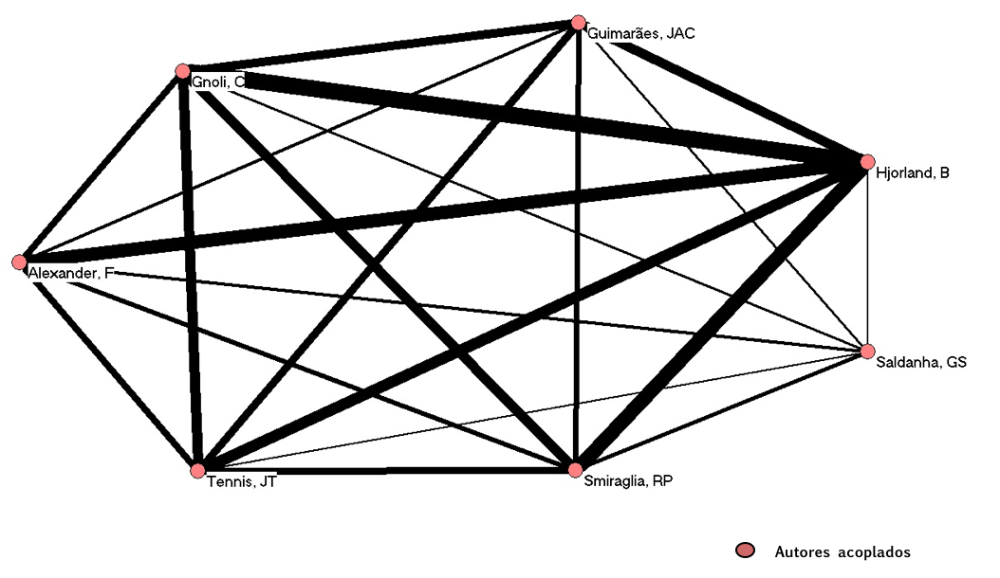 Guimarães, JAC
Gnoli, C
Hjorland, B
Alexander, F
Saldanha, GS
Tennis, JT
Smiraglia, RP
Autores acoplados